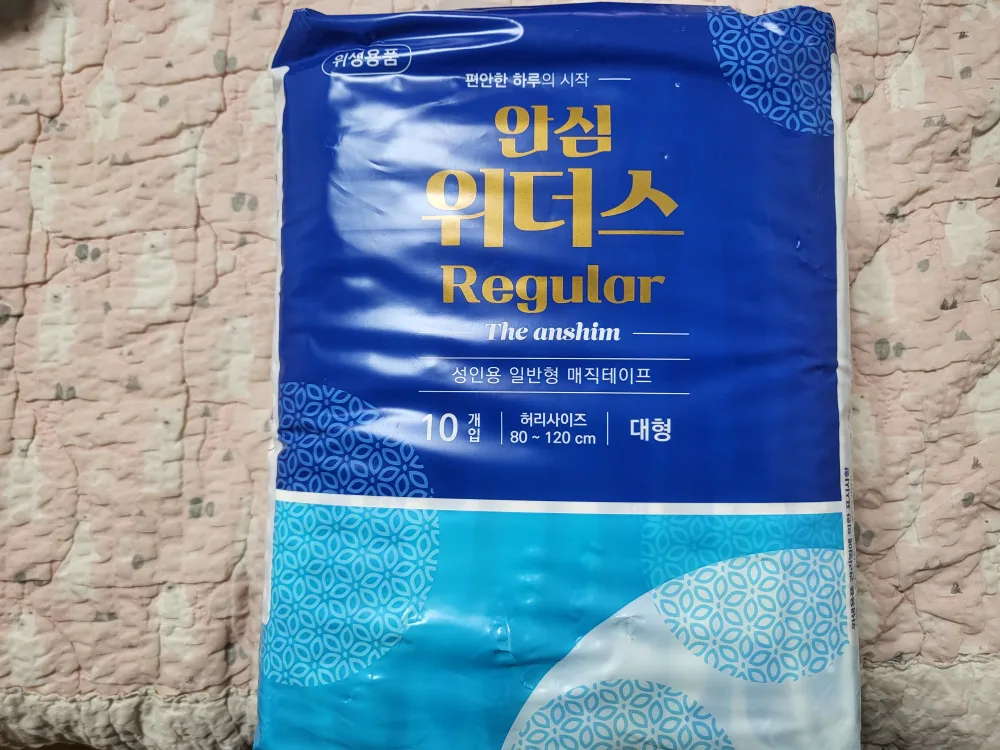 위생용품
편안한 하루의 시작
안심
위더스
Regular
The anshim
성인용 일반형 매직테이프
10개입
허리사이즈
80 ~ 120 cm
대형